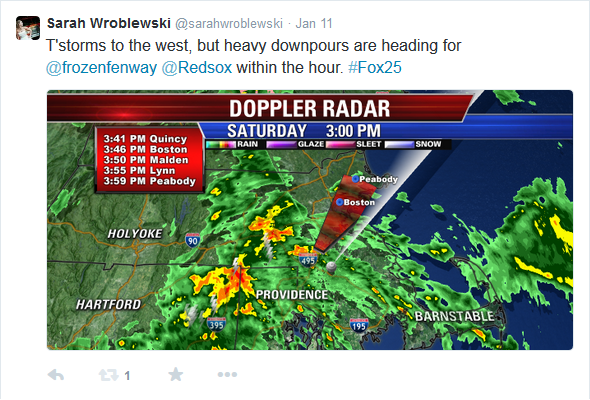 Sarah Wroblewski @sarahwroblewski · Jan 11
T'storms to the west, but heavy downpours are heading for
@frozenfenway @Redsox within the hour. #Fox25
DOPPLER RADAR
SATURDAY 3:00 PM
RAIN GLAZE SLEET SNOW
3:41 PM Quincy
3:46 PM Boston
3:50 PM Malden
3:55 PM Lynn
3:59 PM Peabody
Peabody
Boston
HOLYOKE
90
495
HARTFORD
PROVIDENCE
395
195
BARNSTABLE
1